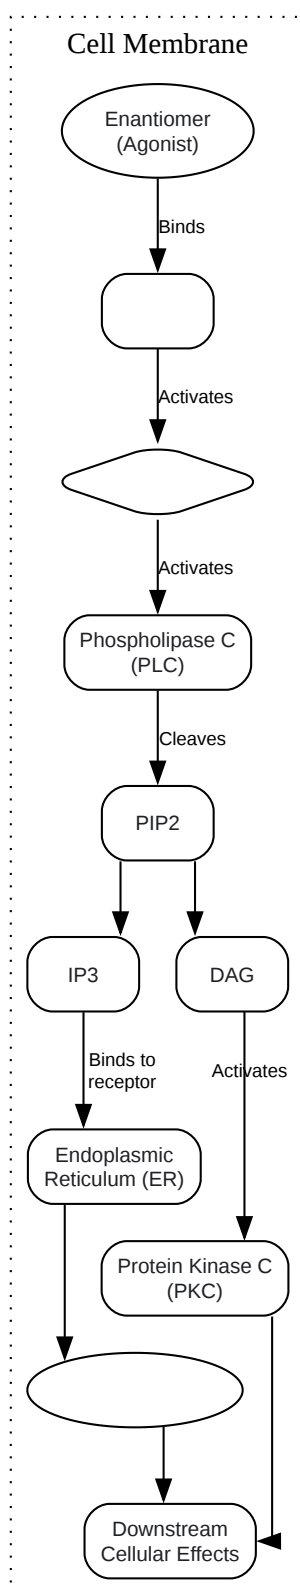 Cell Membrane
Enantiomer
(Agonist)
Binds
Activates
Activates
Phospholipase C
(PLC)
Cleaves
PIP2
IP3
DAG
Binds to
receptor
Activates
Endoplasmic
Reticulum (ER)
Protein Kinase C
(PKC)
Downstream
Cellular Effects